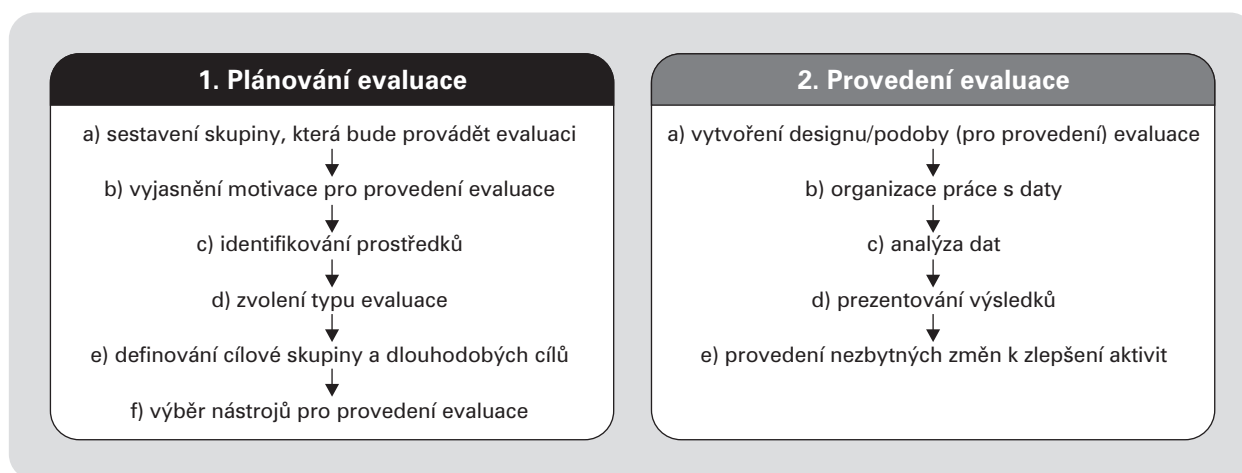 1. Plánování evaluace
a) sestavení skupiny, která bude provádět evaluaci
b) vyjasnění motivace pro provedení evaluace
c) identifikování prostředků
d) zvolení typu evaluace
e) definování cílové skupiny a dlouhodobých cílů
f) výběr nástrojů pro provedení evaluace
2. Provedení evaluace
a) vytvoření designu/podoby (pro provedení) evaluace
b) organizace práce s daty
c) analýza dat
d) prezentování výsledků
e) provedení nezbytných změn k zlepšení aktivit